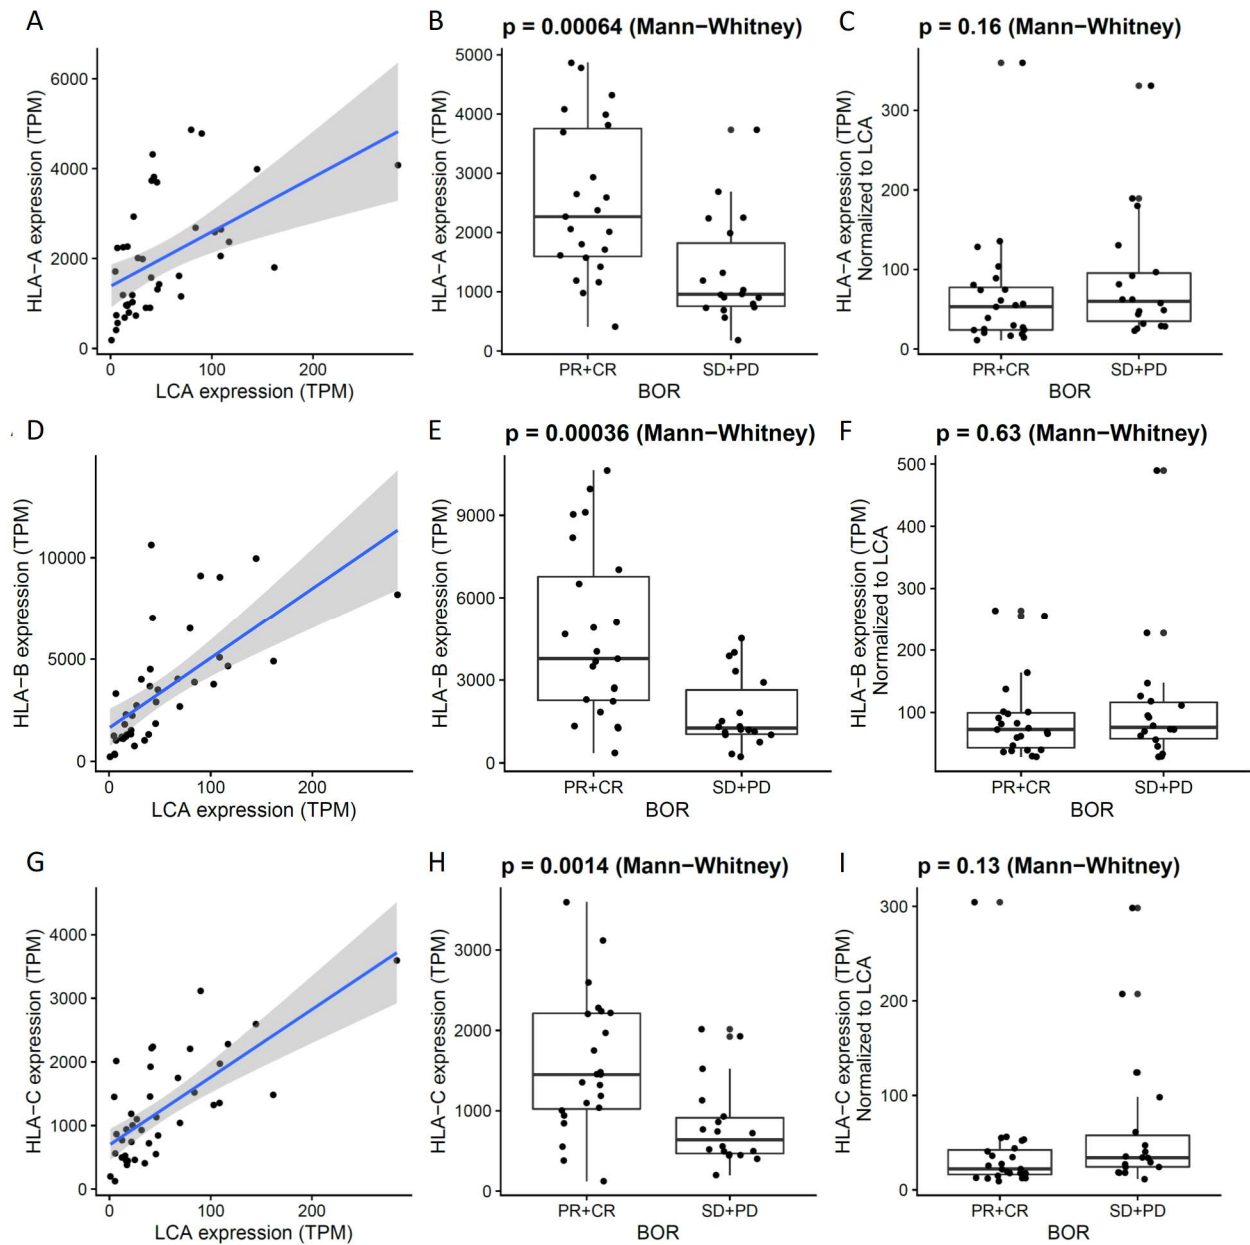 A
HLA−A expression (TPM)
6000
4000
2000
0
0 100 200
LCA expression (TPM)
B
p = 0.00064 (Mann−Whitney)
HLA−A expression (TPM)
5000
4000
3000
2000
1000
0
PR+CR SD+PD
BOR
C
p = 0.16 (Mann−Whitney)
HLA−A expression (TPM)
Normalized to LCA
300
200
100
0
PR+CR SD+PD
BOR
D
HLA−B expression (TPM)
10000
5000
0
0 100 200
LCA expression (TPM)
E
p = 0.00036 (Mann−Whitney)
HLA−B expression (TPM)
9000
6000
3000
0
PR+CR SD+PD
BOR
F
p = 0.63 (Mann−Whitney)
HLA−B expression (TPM)
Normalized to LCA
500
400
300
200
100
PR+CR SD+PD
BOR
G
HLA−C expression (TPM)
4000
3000
2000
1000
0
0 100 200
LCA expression (TPM)
H
p = 0.0014 (Mann−Whitney)
HLA−C expression (TPM)
3000
2000
1000
0
PR+CR SD+PD
BOR
I
p = 0.13 (Mann−Whitney)
HLA−C expression (TPM)
Normalized to LCA
300
200
100
0
PR+CR SD+PD
BOR